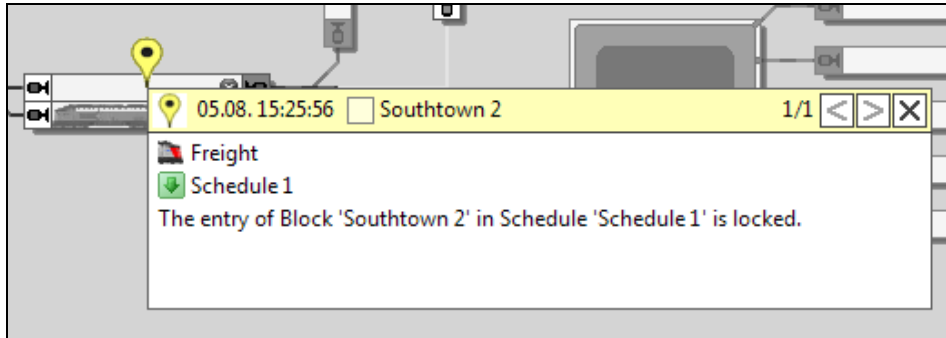 05.08. 15:25:56 Southtown 2 1/1 < > X
Freight
Schedule 1
The entry of Block 'Southtown 2' in Schedule 'Schedule 1' is locked.